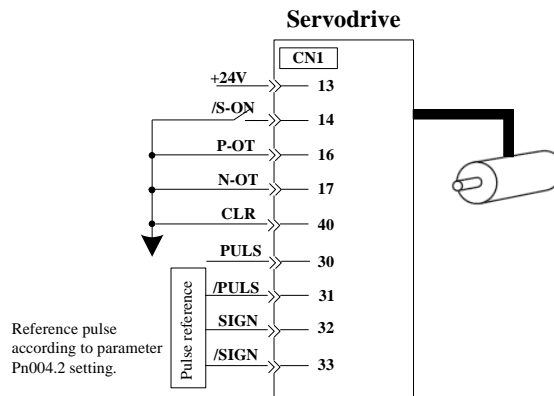 Servodrive
CN1
+24V 13
/S-ON 14
P-OT 16
N-OT 17
CLR 40
PULS 30
/PULS 31
SIGN 32
/SIGN 33
Pulse reference
Reference pulse
according to parameter
Pn004.2 setting.